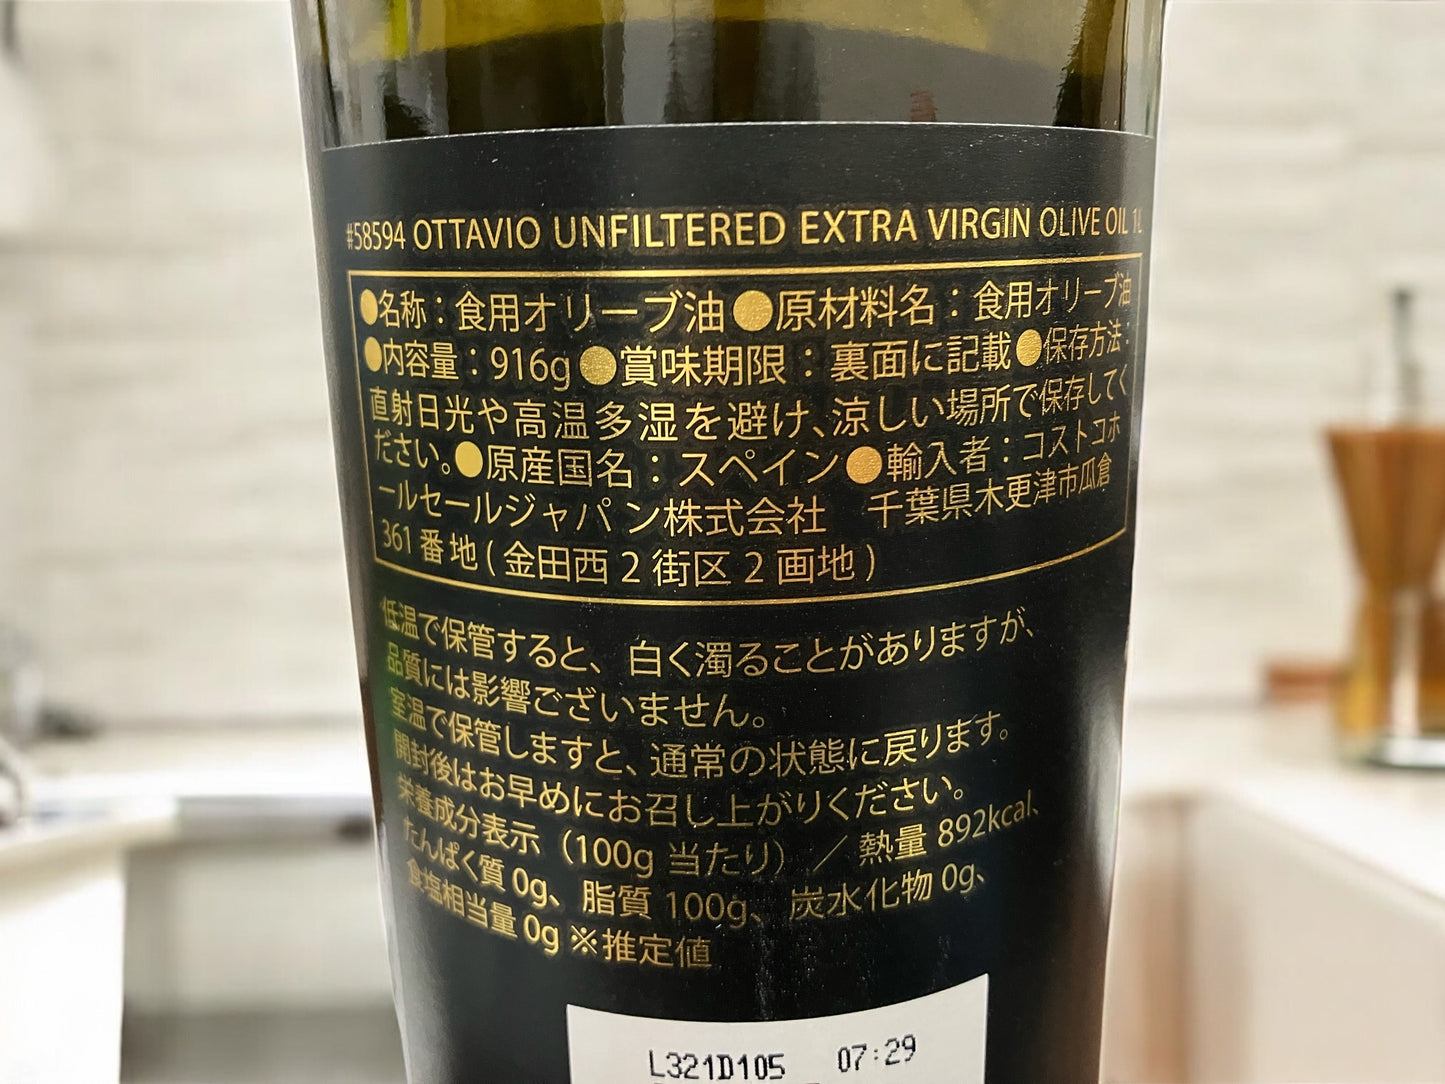 #58594 OTTAVIO UNFILTERED EXTRA VIRGIN OLIVE OIL 1L
●名称：食用オリーブ油●原材料名：食用オリーブ油
●内容量：916g●賞味期限：裏面に記載●保存方法：
直射日光や高温多湿を避け、涼しい場所で保存してく
ださい。●原産国名：スペイン●輸入者：コストコホ
ールセールジャパン株式会社　千葉県木更津市瓜倉
361番地(金田西2街区2画地)
低温で保管すると、白く濁ることがありますが、
品質には影響ございません。
室温で保管しますと、通常の状態に戻ります。
開封後はお早めにお召し上がりください。
栄養成分表示（100g当たり）／熱量892kcal、
たんぱく質0g、脂質100g、炭水化物0g、
食塩相当量0g※推定値
L321D105 07:29